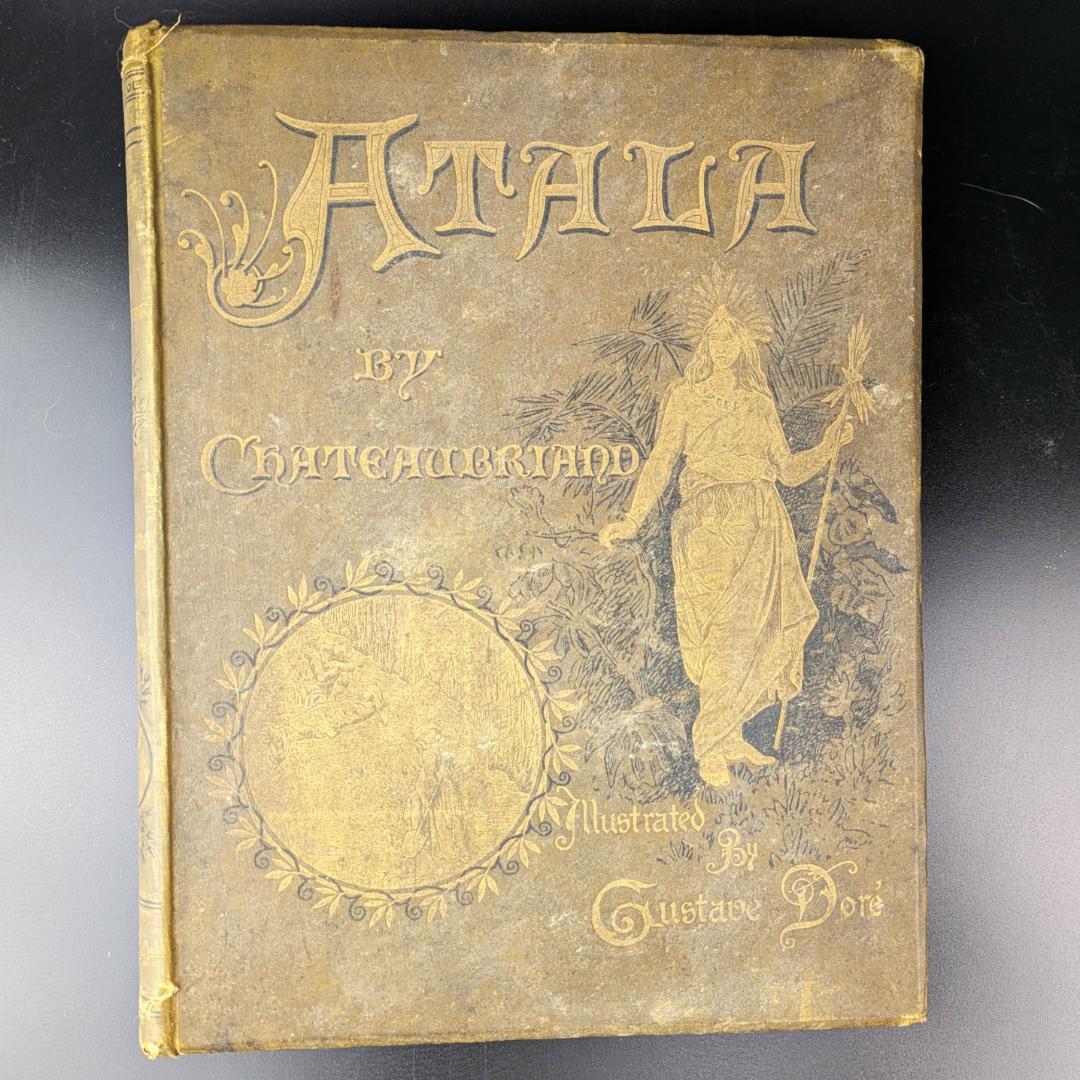 ATALA
BY
CHATEAUBRIAND
Illustrated
By
Gustave Doré